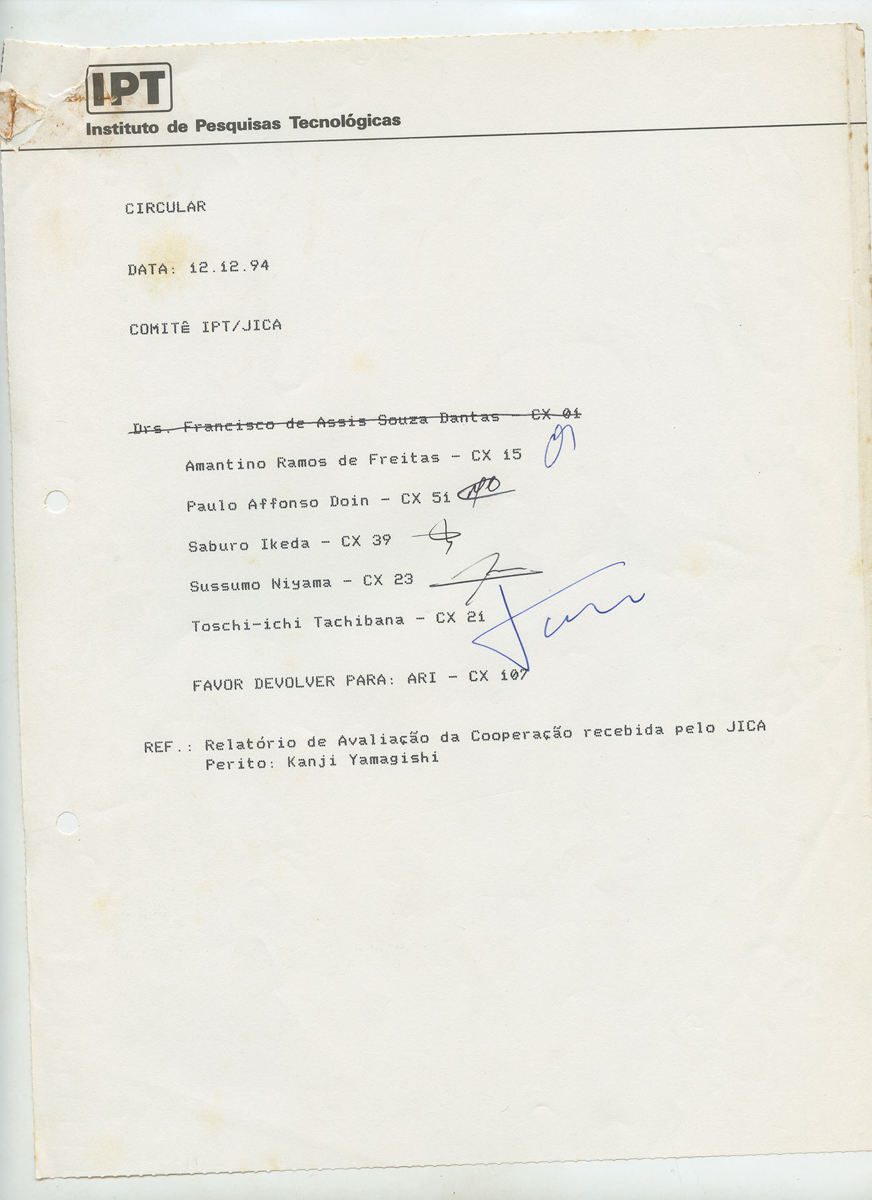 IPT
Instituto de Pesquisas Tecnológicas
CIRCULAR
DATA: 12.12.94
COMITÊ IPT/JICA
Drs. Francisco de Assis Souza Dantas - CX 01
Amantino Ramos de Freitas - CX 15
Paulo Affonso Doin - CX 51
Saburo Ikeda - CX 39
Sussumo Niyama - CX 23
Toschi-ichi Tachibana - CX 21
FAVOR DEVOLVER PARA: ARI - CX 107
REF.: Relatório de Avaliação da Cooperação recebida pelo JICA
Perito: Kanji Yamagishi